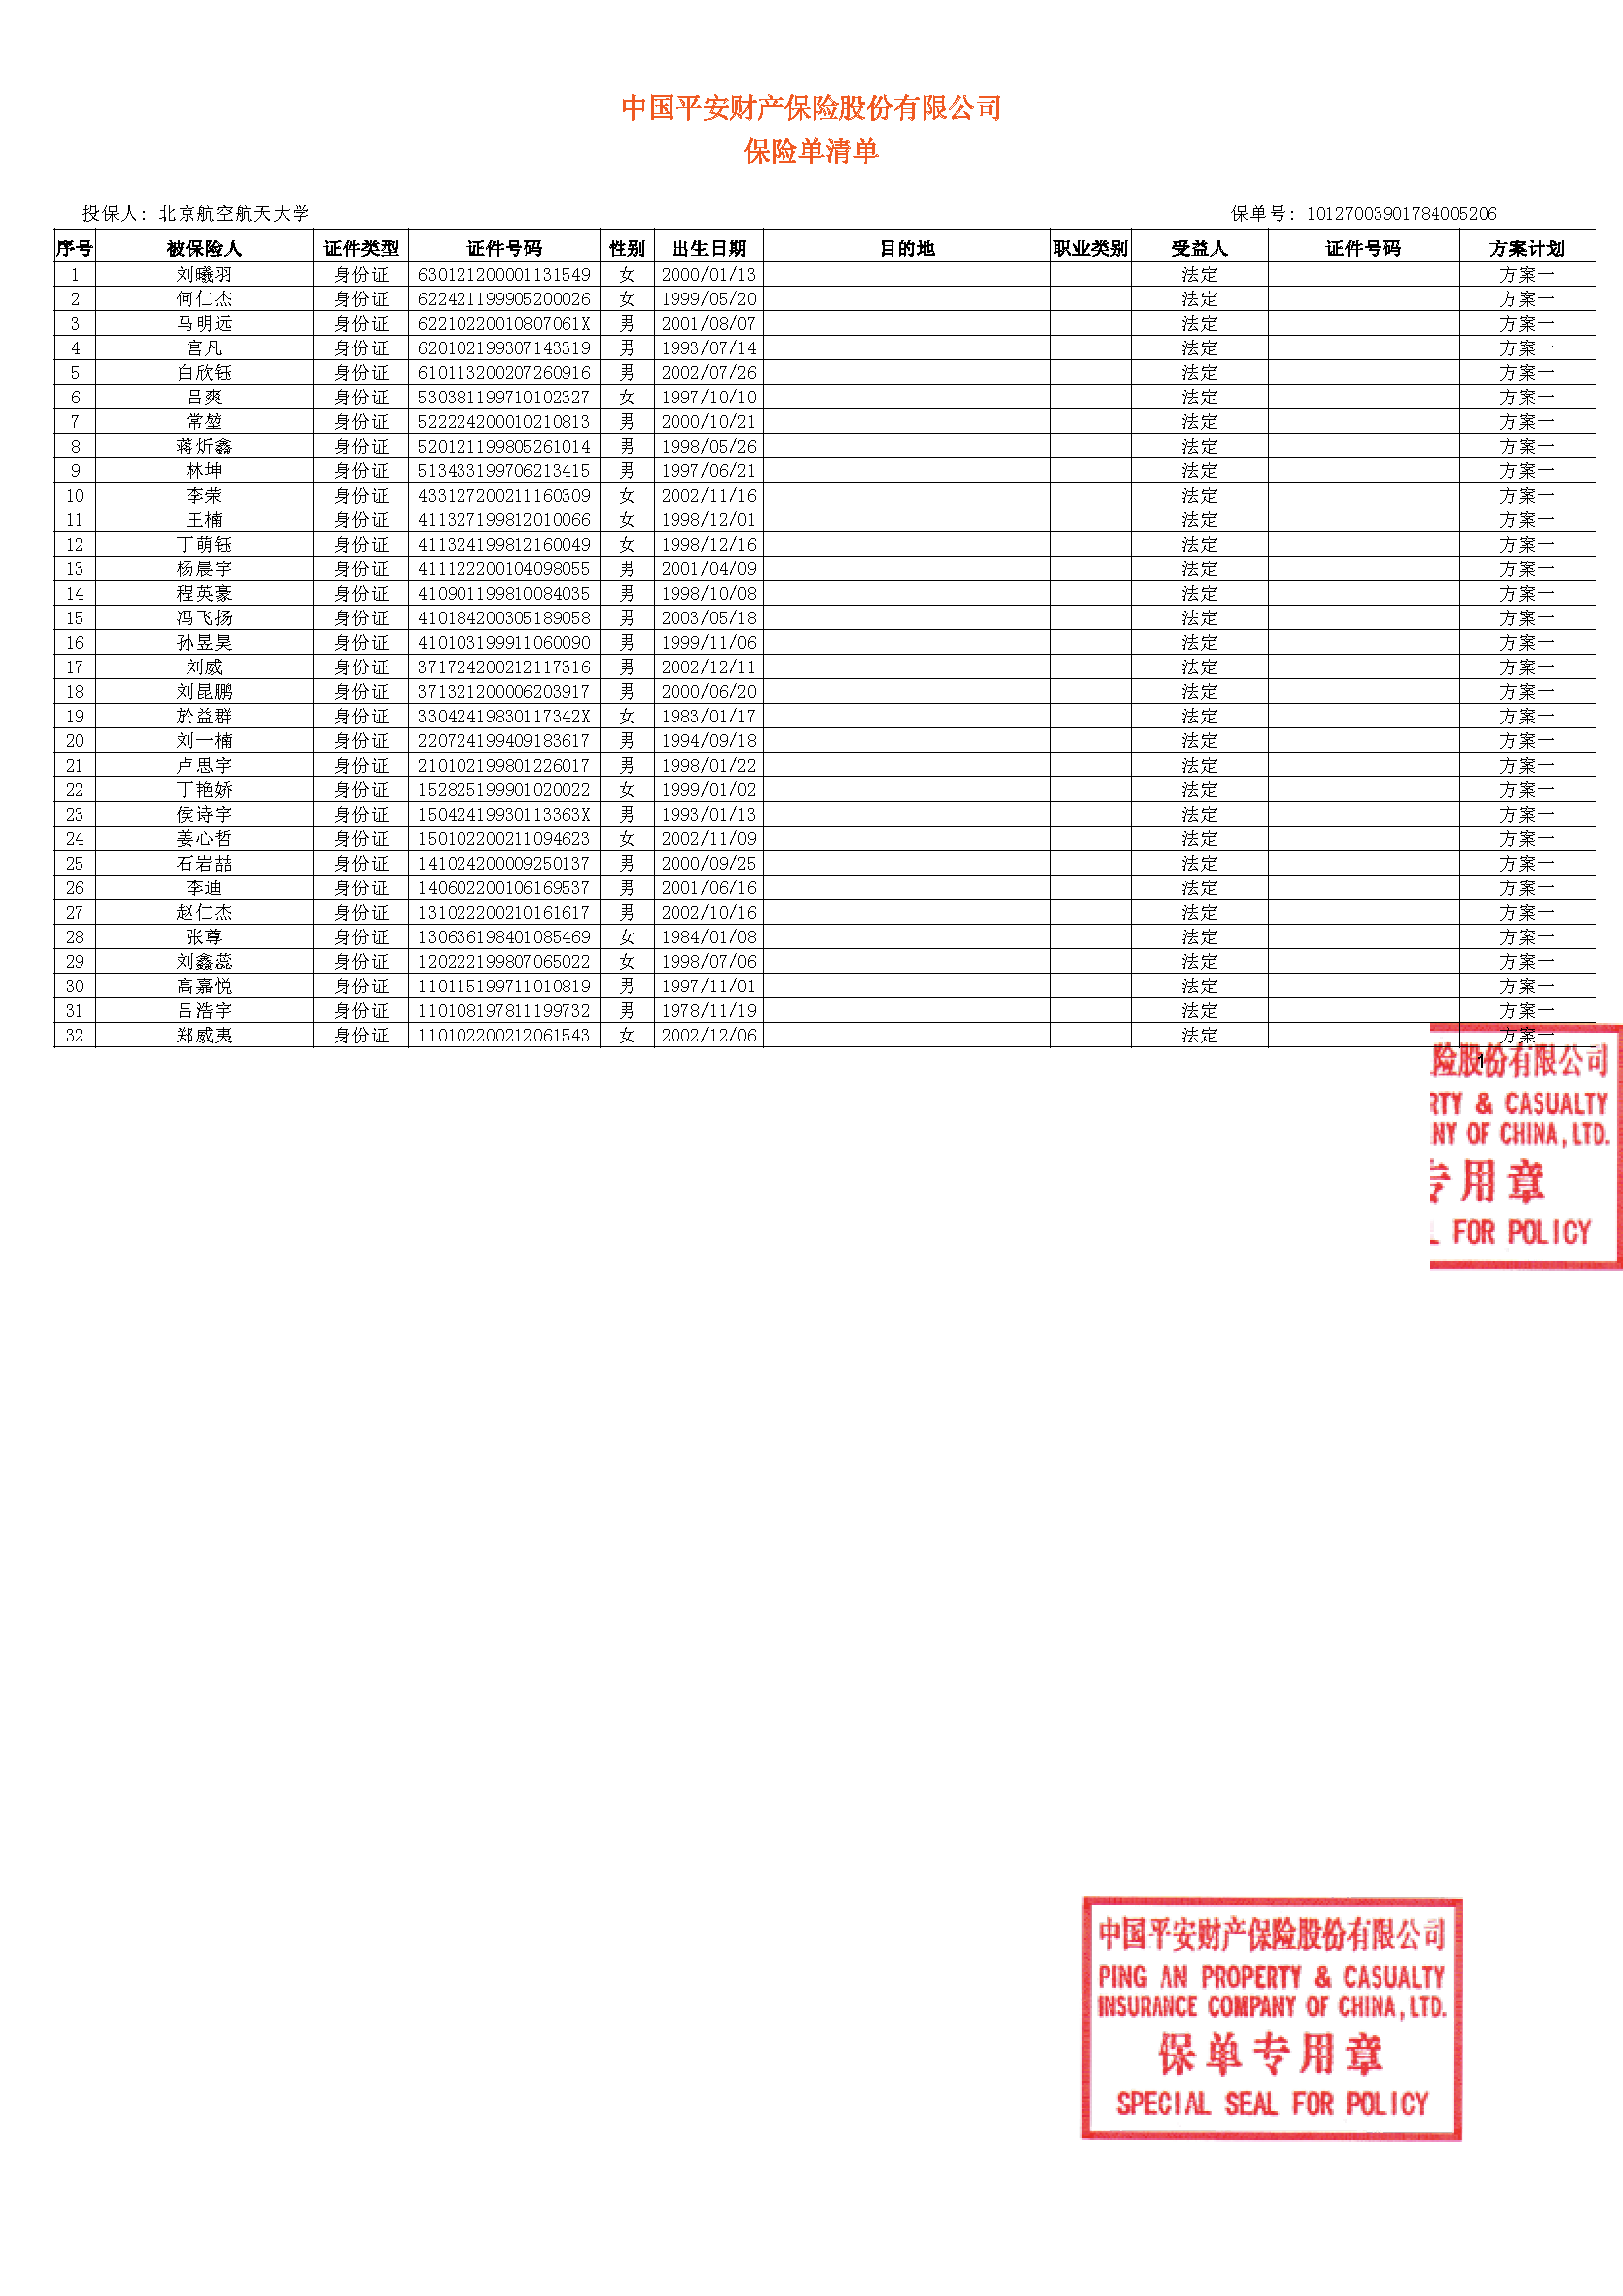 中国平安财产保险股份有限公司
保险单清单
投保人: 北京航空航天大学 保单号: 10127003901784005206
序号 被保险人 证件类型 证件号码 性别 出生日期 目的地 职业类别 受益人 证件号码 方案计划
1 刘曦羽 身份证 630121200001131549 女 2000/01/13 法定 方案一
2 何仁杰 身份证 622421199905200026 女 1999/05/20 法定 方案一
3 马明远 身份证 62210220010807061X 男 2001/08/07 法定 方案一
4 宫凡 身份证 620102199307143319 男 1993/07/14 法定 方案一
5 白欣钰 身份证 610113200207260916 男 2002/07/26 法定 方案一
6 吕爽 身份证 530381199710102327 女 1997/10/10 法定 方案一
7 常堃 身份证 522224200010210813 男 2000/10/21 法定 方案一
8 蒋炘鑫 身份证 520121199805261014 男 1998/05/26 法定 方案一
9 林坤 身份证 513433199706213415 男 1997/06/21 法定 方案一
10 李荣 身份证 433127200211160309 女 2002/11/16 法定 方案一
11 王楠 身份证 411327199812010066 女 1998/12/01 法定 方案一
12 丁萌钰 身份证 411324199812160049 女 1998/12/16 法定 方案一
13 杨晨宇 身份证 411122200104098055 男 2001/04/09 法定 方案一
14 程英豪 身份证 410901199810084035 男 1998/10/08 法定 方案一
15 冯飞扬 身份证 410184200305189058 男 2003/05/18 法定 方案一
16 孙昱昊 身份证 410103199911060090 男 1999/11/06 法定 方案一
17 刘威 身份证 371724200212117316 男 2002/12/11 法定 方案一
18 刘昆鹏 身份证 371321200006203917 男 2000/06/20 法定 方案一
19 於益群 身份证 33042419830117342X 女 1983/01/17 法定 方案一
20 刘一楠 身份证 220724199409183617 男 1994/09/18 法定 方案一
21 卢思宇 身份证 210102199801226017 男 1998/01/22 法定 方案一
22 丁艳娇 身份证 152825199901020022 女 1999/01/02 法定 方案一
23 侯诗宇 身份证 15042419930113363X 男 1993/01/13 法定 方案一
24 姜心哲 身份证 150102200211094623 女 2002/11/09 法定 方案一
25 石岩喆 身份证 141024200009250137 男 2000/09/25 法定 方案一
26 李迪 身份证 140602200106169537 男 2001/06/16 法定 方案一
27 赵仁杰 身份证 131022200210161617 男 2002/10/16 法定 方案一
28 张尊 身份证 130636198401085469 女 1984/01/08 法定 方案一
29 刘鑫蕊 身份证 120222199807065022 女 1998/07/06 法定 方案一
30 高嘉悦 身份证 110115199711010819 男 1997/11/01 法定 方案一
31 吕浩宇 身份证 110108197811199732 男 1978/11/19 法定 方案一
32 郑威夷 身份证 110102200212061543 女 2002/12/06 法定 方案一
1
险股份有限公司
RTY & CASUALTY
NY OF CHINA, LTD.
专用章
L FOR POLICY
中国平安财产保险股份有限公司
PING AN PROPERTY & CASUALTY
INSURANCE COMPANY OF CHINA, LTD.
保单专用章
SPECIAL SEAL FOR POLICY